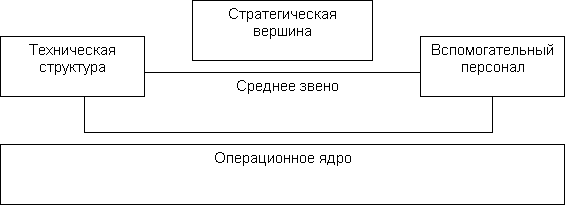 Стратегическая
вершина
Техническая
структура
Вспомогательный
персонал
Среднее звено
Операционное ядро